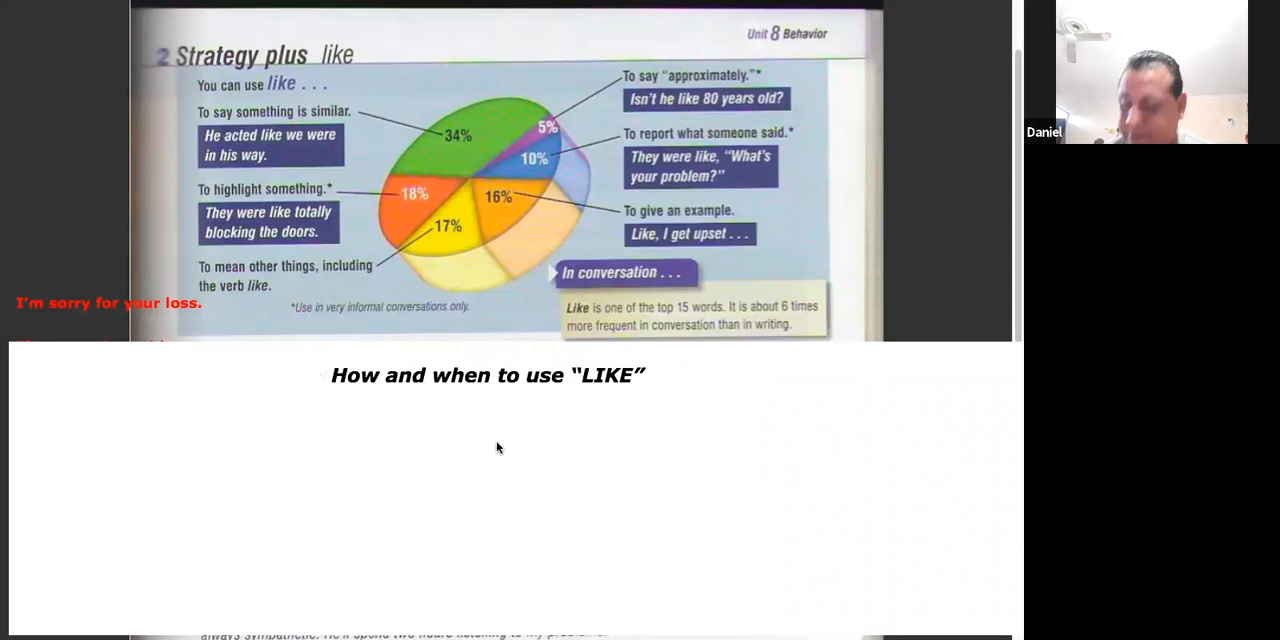 Unit 8 Behavior
2 Strategy plus like
You can use like . . .
To say something is similar.
He acted like we were
in his way.
To highlight something.*
They were like totally
blocking the doors.
To mean other things, including
the verb like.
*Use in very informal conversations only.
34%
5%
10%
18%
16%
17%
To say "approximately."*
Isn't he like 80 years old?
To report what someone said.*
They were like, "What's
your problem?"
To give an example.
Like, I get upset . . .
In conversation . . .
Like is one of the top 15 words. It is about 6 times
more frequent in conversation than in writing.
I'm sorry for your loss.
How and when to use “LIKE”
Daniel